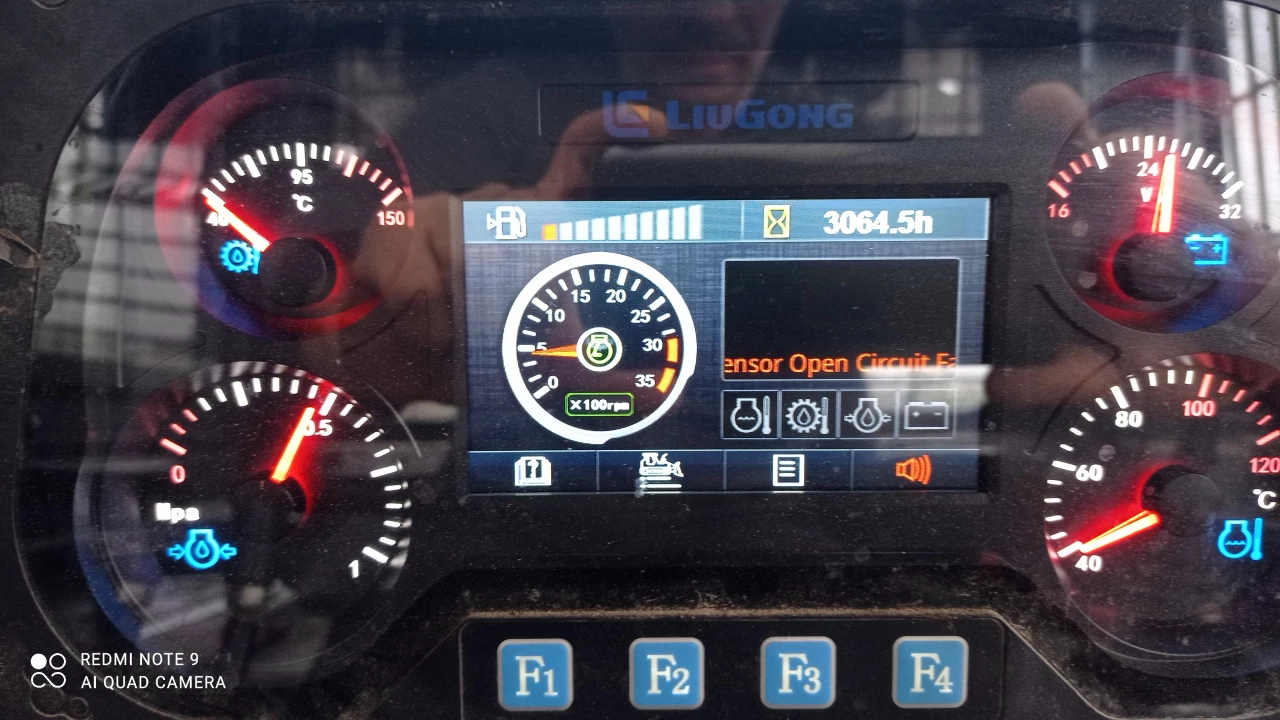 LIUGONG
95
°C
40
150
24
V
16
32
3064.5h
0
5
10
15
20
25
30
35
X100rpm
ensor Open Circuit Fa
0
0.5
1
Mpa
40
60
80
100
120
°C
F1
F2
F3
F4
REDMI NOTE 9
AI QUAD CAMERA